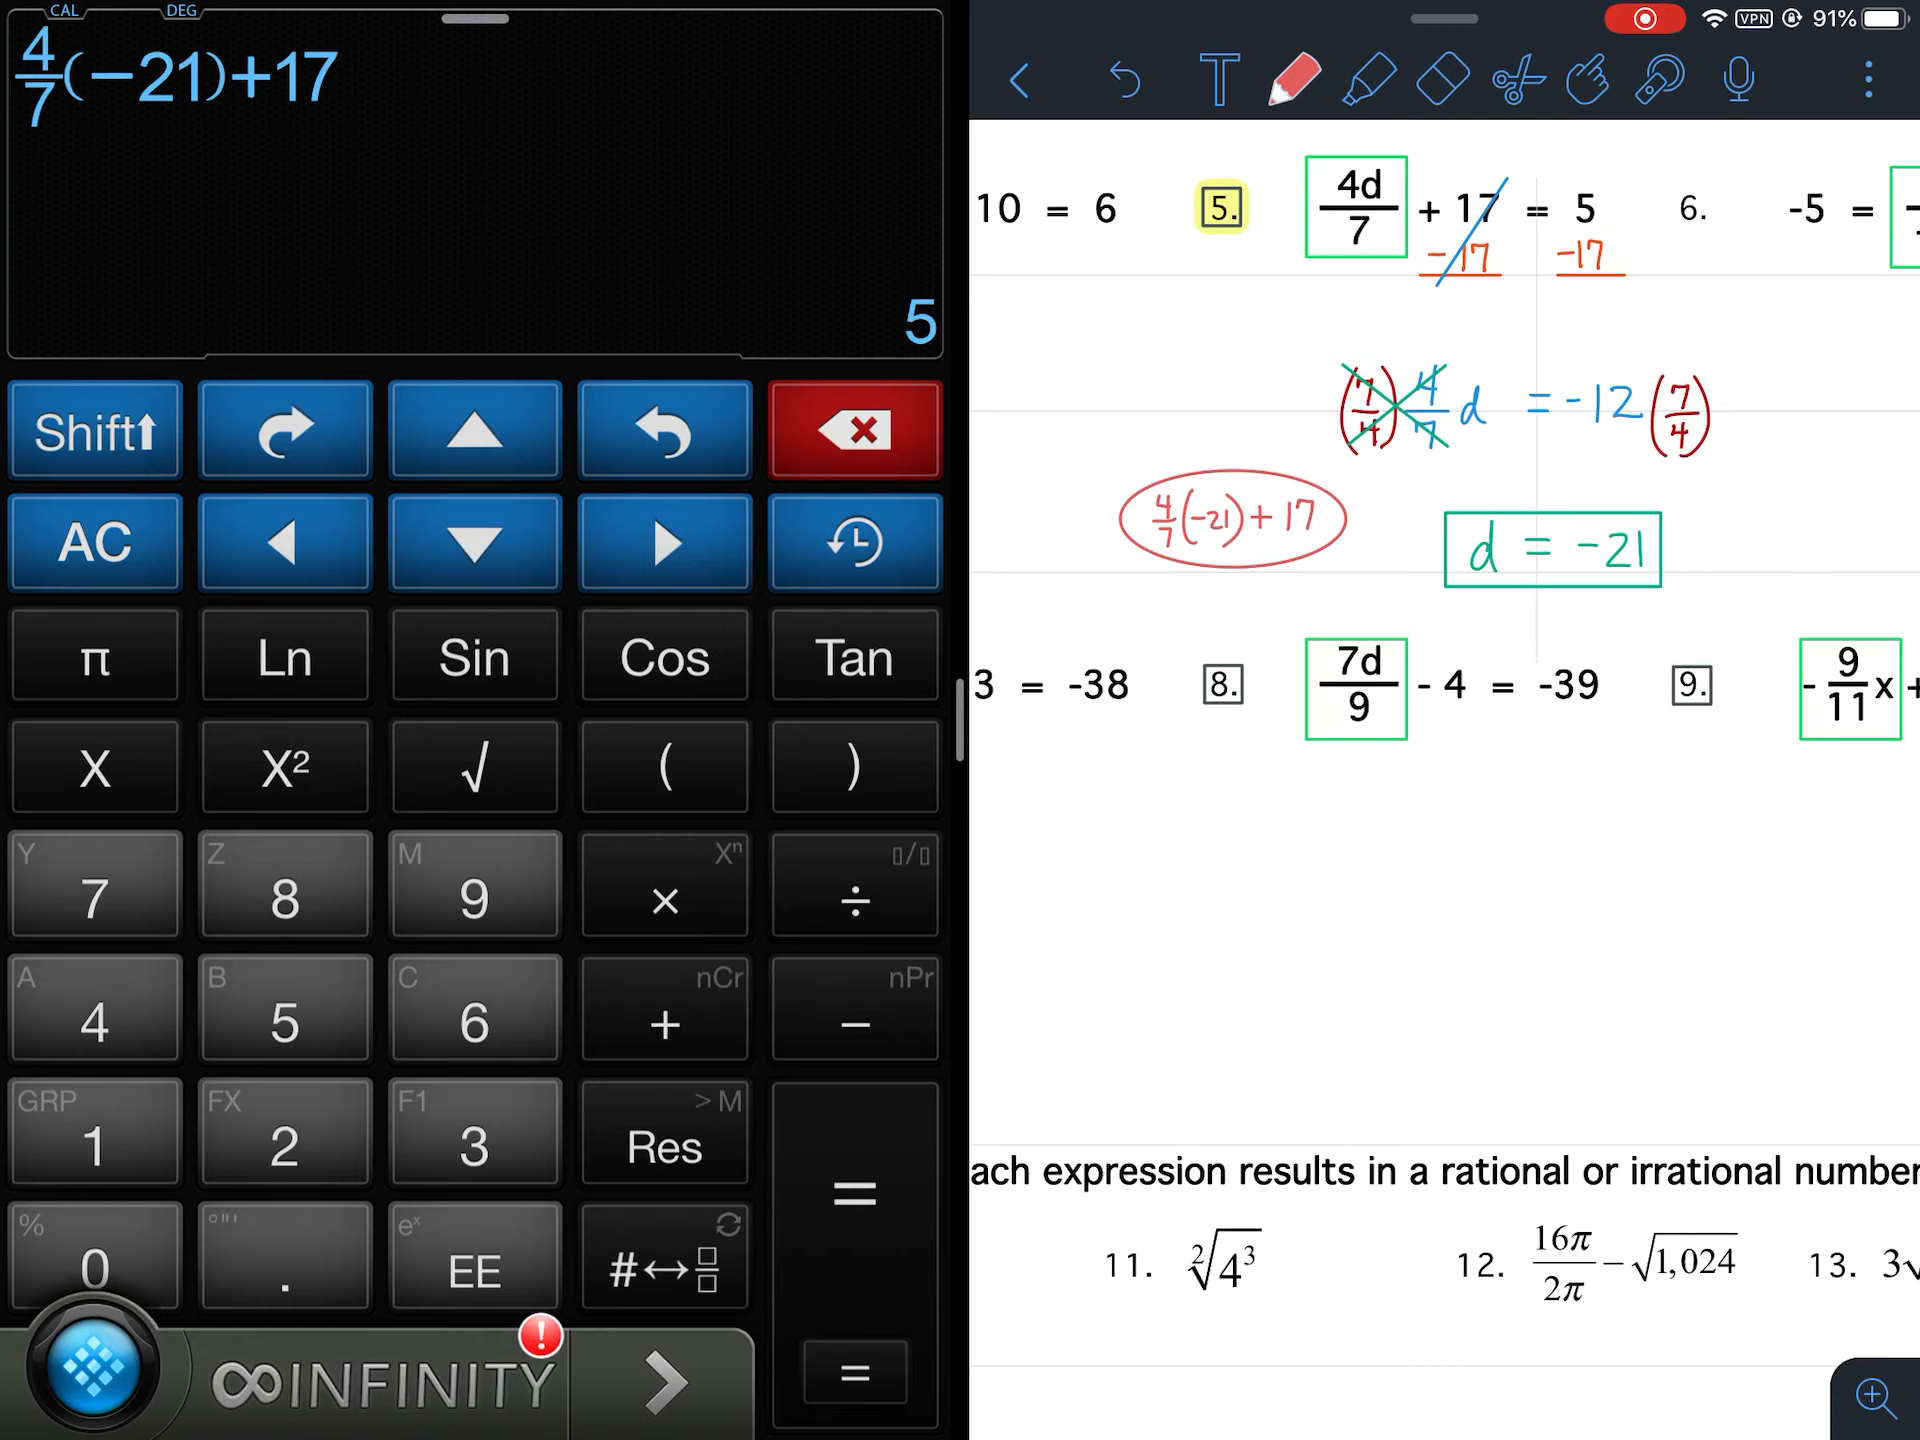 CAL DEG
4/7(−21)+17
5
Shift
AC
π Ln Sin Cos Tan
X X² √ ( )
Y 7 Z 8 M 9 Xⁿ × ▯/▯ ÷
A 4 B 5 C 6 nCr + nPr −
GRP 1 FX 2 F1 3 > M Res =
% 0 °"' . eˣ EE #↔□/□
∞INFINITY ! =
VPN 91%
T
10 = 6
5. 4d/7 + 17 = 5
-17 -17
(7/4) 4/7 d = -12 (7/4)
4/7(-21) + 17
d = -21
6. -5 =
3 = -38
8. 7d/9 - 4 = -39
9. -9/11 x +
ach expression results in a rational or irrational number
11. ²√4³
12. 16π/2π − √1,024
13. 3√